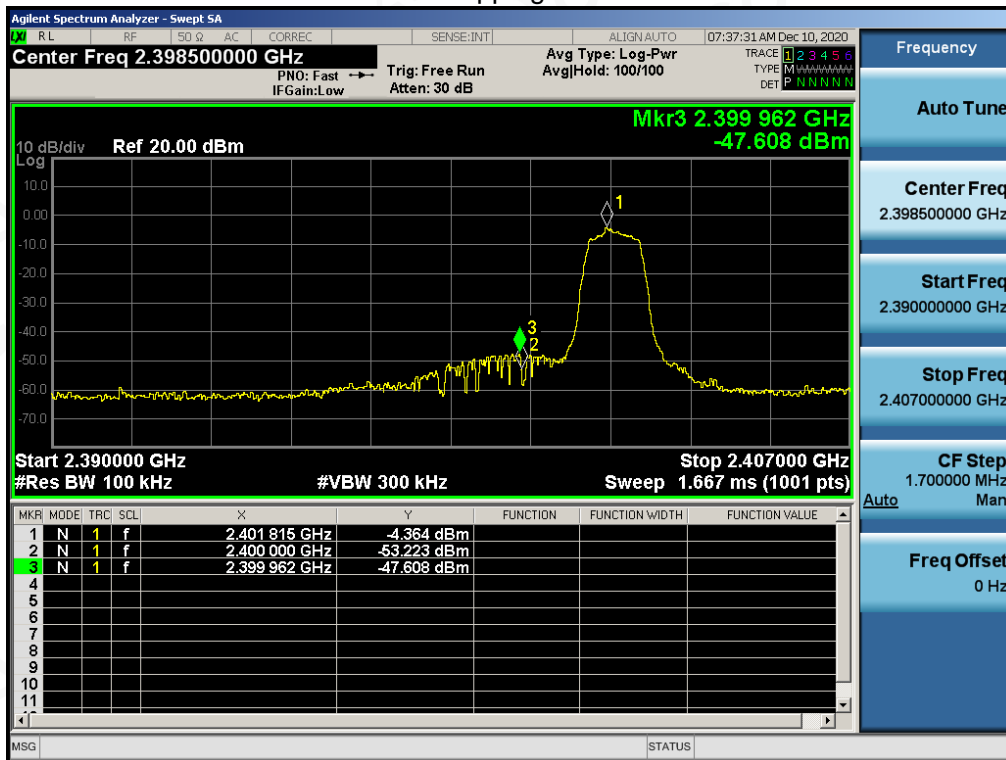 Agilent Spectrum Analyzer - Swept SA
LXI RL RF 50 Ω AC CORREC SENSE:INT ALIGN AUTO 07:37:31 AM Dec 10, 2020
Center Freq 2.398500000 GHz
PNO: Fast
IFGain:Low
Trig: Free Run
Atten: 30 dB
Avg Type: Log-Pwr
Avg|Hold: 100/100
TRACE 1 2 3 4 5 6
TYPE M W W W W W
DET P N N N N N
Mkr3 2.399 962 GHz
-47.608 dBm
10 dB/div Ref 20.00 dBm
Log
10.0
0.00
-10.0
-20.0
-30.0
-40.0
-50.0
-60.0
-70.0
1
3
2
Start 2.390000 GHz Stop 2.407000 GHz
#Res BW 100 kHz #VBW 300 kHz Sweep 1.667 ms (1001 pts)
MKR MODE TRC SCL X Y FUNCTION FUNCTION WIDTH FUNCTION VALUE
1 N 1 f 2.401 815 GHz -4.364 dBm
2 N 1 f 2.400 000 GHz -53.223 dBm
3 N 1 f 2.399 962 GHz -47.608 dBm
4
5
6
7
8
9
10
11
MSG STATUS
Frequency
Auto Tune
Center Freq
2.398500000 GHz
Start Freq
2.390000000 GHz
Stop Freq
2.407000000 GHz
CF Step
1.700000 MHz
Auto Man
Freq Offset
0 Hz